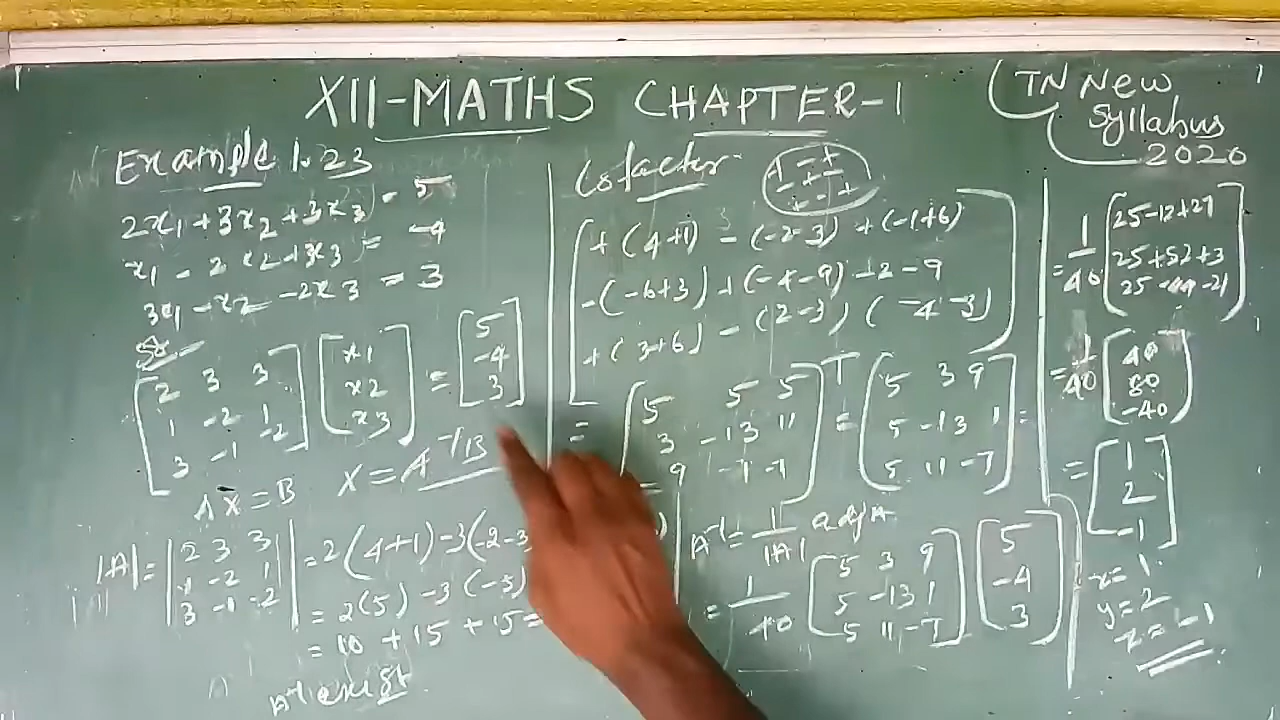 XII-MATHS CHAPTER-1
(TN New
Syllabus
2020
Example 1.23
2x1 + 3x2 + 3x3 = 5
x1 - 2x2 + x3 = -4
3x1 - x2 - 2x3 = 3
Sol
[2 3 3] [x1] = [5]
[1 -2 1] [x2] [-4]
[3 -1 -2] [x3] [3]
AX = B
X = A⁻¹B
|A| = |2 3 3| = 2(4+1) -3(-2-3
|1 -2 1| = 2(5) -3(-5)
|3 -1 -2| = 10 + 15 + 15 =
A⁻¹ exist.
Cofactor
+ - +
- + -
+ - +
[+(4+1) -(-2-3) +(-1+6)
-(-6+3) +(-4-9) -2-9
+(3+6) -(2-3) (-4-3)]
= [5 5 5]T = [5 3 9] =
[3 -13 11] [5 -13 1]
[9 1 -7] [5 11 -7]
A⁻¹ = 1/|A| adj A
= 1/40 [5 3 9] [5]
[5 -13 1] [-4]
[5 11 -7] [3]
= 1/40 [25-12+27]
[25+52+3]
[25-44-21]
= 1/40 [40]
[80]
[-40]
= [1]
[2]
[-1]
x=1
y=2
z=-1